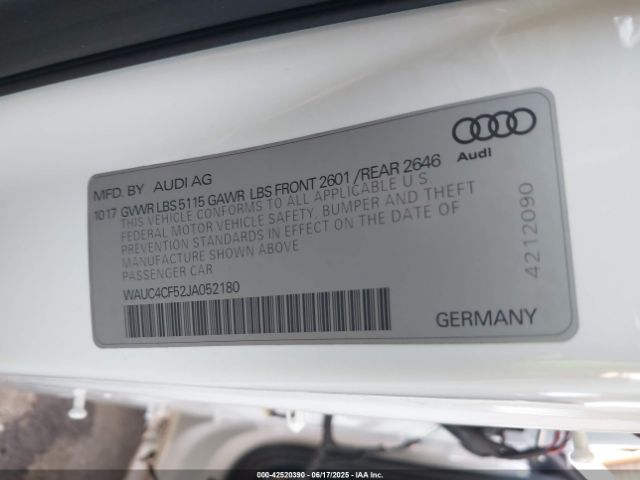 MFD. BY AUDI AG
Audi
10 17 GVWR LBS 5115 GAWR LBS FRONT 2601 /REAR 2646
THIS VEHICLE CONFORMS TO ALL APPLICABLE U.S.
FEDERAL MOTOR VEHICLE SAFETY, BUMPER AND THEFT
PREVENTION STANDARDS IN EFFECT ON THE DATE OF
MANUFACTURE SHOWN ABOVE
PASSENGER CAR
WAUC4CF52JA052180
4212090
GERMANY
000-42520390 - 06/17/2025 - IAAI.com